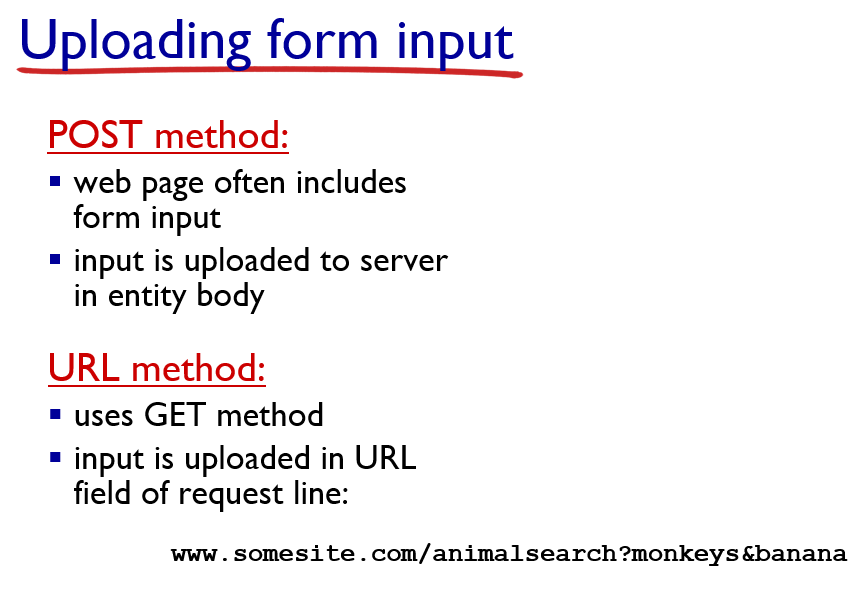 Uploading form input
POST method:
▪ web page often includes
form input
▪ input is uploaded to server
in entity body
URL method:
▪ uses GET method
▪ input is uploaded in URL
field of request line:
www.somesite.com/animalsearch?monkeys&banana